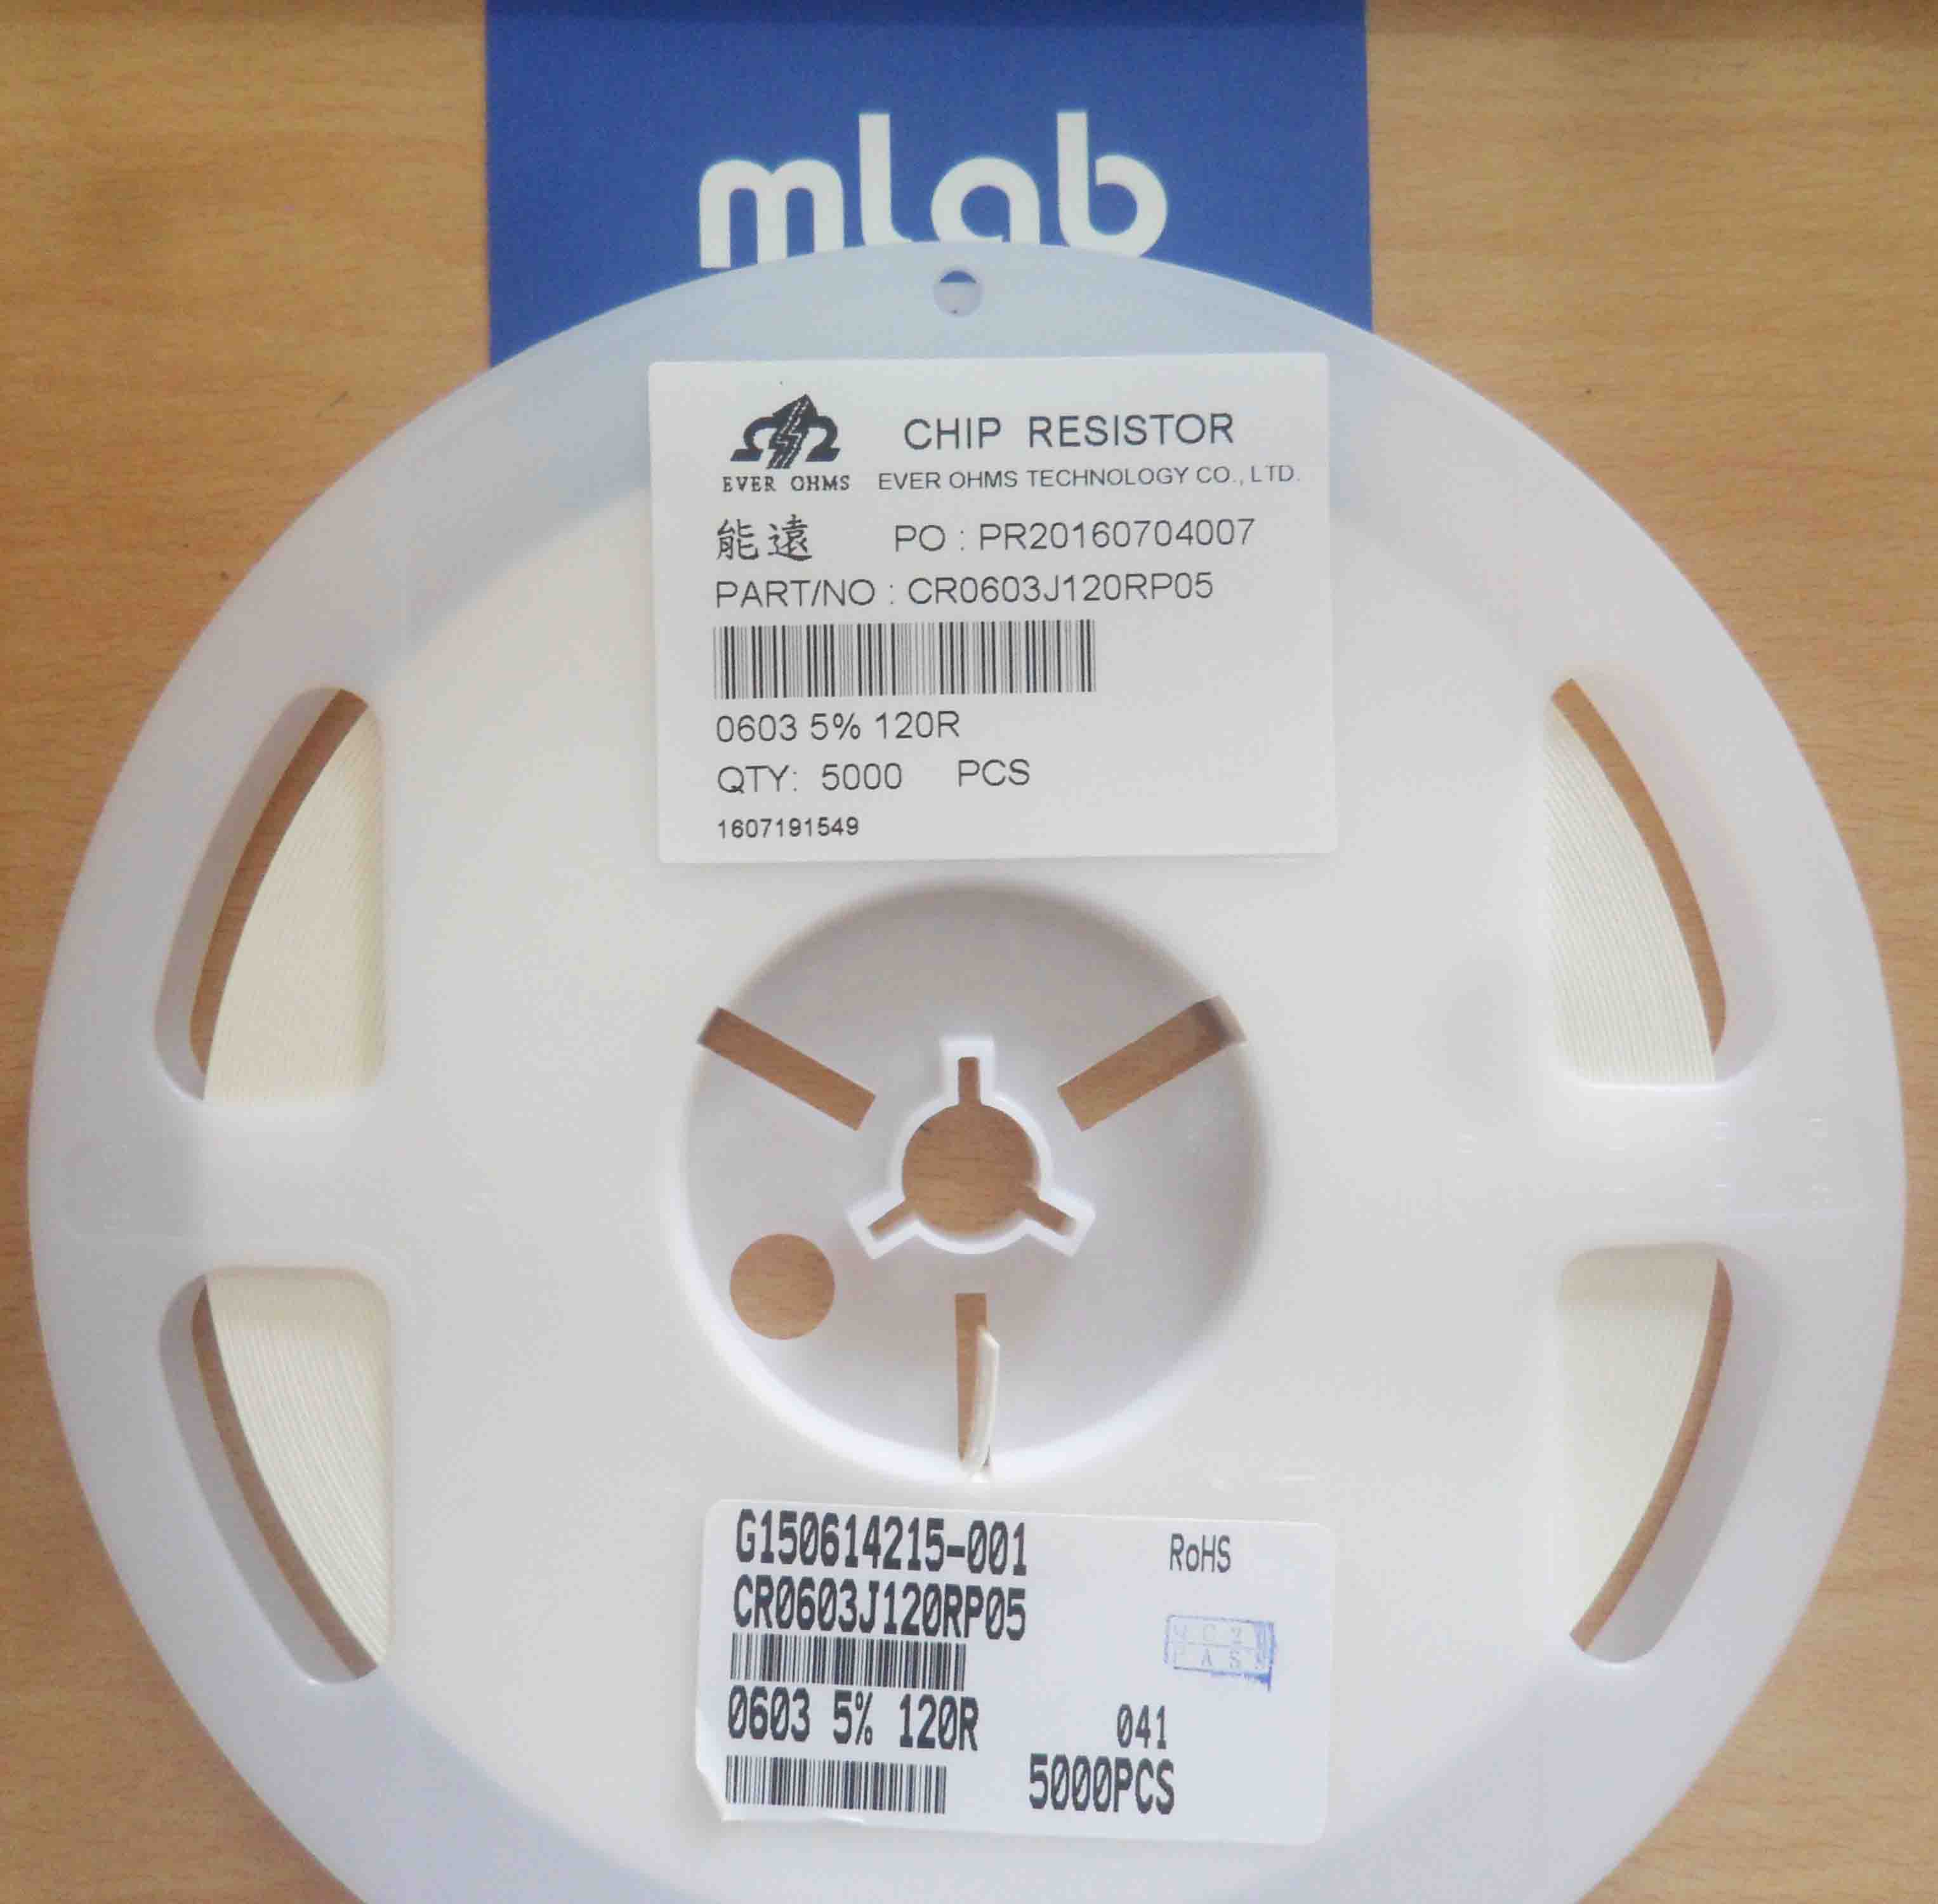 mlab
CHIP RESISTOR
EVER OHMS EVER OHMS TECHNOLOGY CO., LTD.
能遠 PO : PR20160704007
PART/NO : CR0603J120RP05
0603 5% 120R
QTY: 5000 PCS
1607191549
G150614215-001 RoHS
CR0603J120RP05
PASS
0603 5% 120R 041
5000PCS